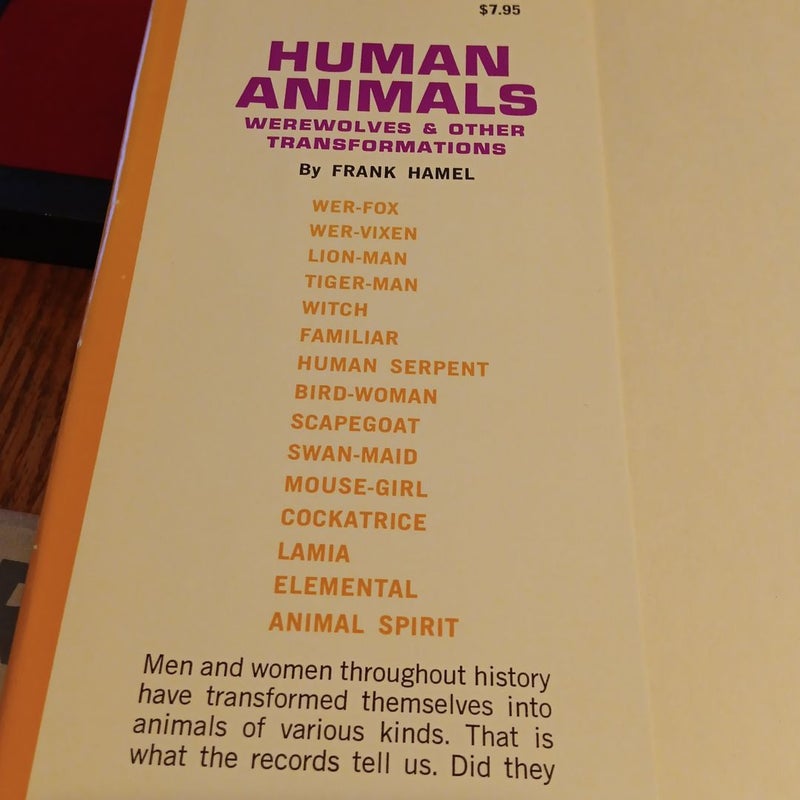 $7.95
HUMAN
ANIMALS
WEREWOLVES & OTHER
TRANSFORMATIONS
By FRANK HAMEL
WER-FOX
WER-VIXEN
LION-MAN
TIGER-MAN
WITCH
FAMILIAR
HUMAN SERPENT
BIRD-WOMAN
SCAPEGOAT
SWAN-MAID
MOUSE-GIRL
COCKATRICE
LAMIA
ELEMENTAL
ANIMAL SPIRIT
Men and women throughout history
have transformed themselves into
animals of various kinds. That is
what the records tell us. Did they